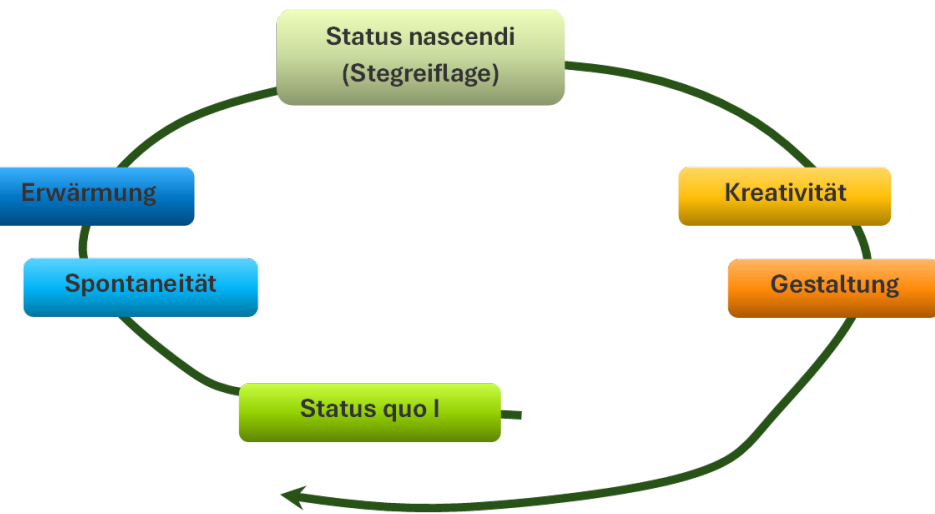 Status nascendi
(Stegreiflage)
Erwärmung
Kreativität
Spontaneität
Gestaltung
Status quo I